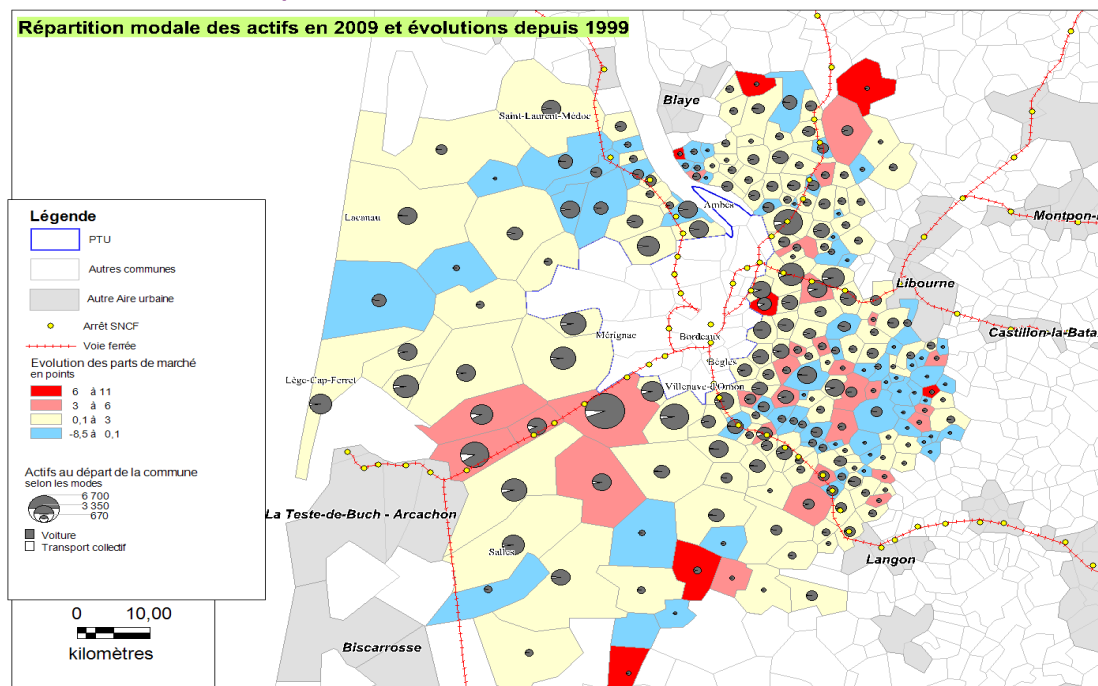 Répartition modale des actifs en 2009 et évolutions depuis 1999
Blaye
Saint-Laurent-Médoc
Ambès
Lacanau
Montpon-
Libourne
Castillon-la-Bata
Mérignac
Bordeaux
Bègles
Lège-Cap-Ferret
Villenave-d'Ornon
La Teste-de-Buch - Arcachon
Salles
Langon
Biscarrosse
Légende
PTU
Autres communes
Autre Aire urbaine
Arrêt SNCF
Voie ferrée
Evolution des parts de marché
en points
6 à 11
3 à 6
0,1 à 3
-8,5 à 0,1
Actifs au départ de la commune
selon les modes
6 700
3 350
670
Voiture
Transport collectif
0 10,00
kilomètres